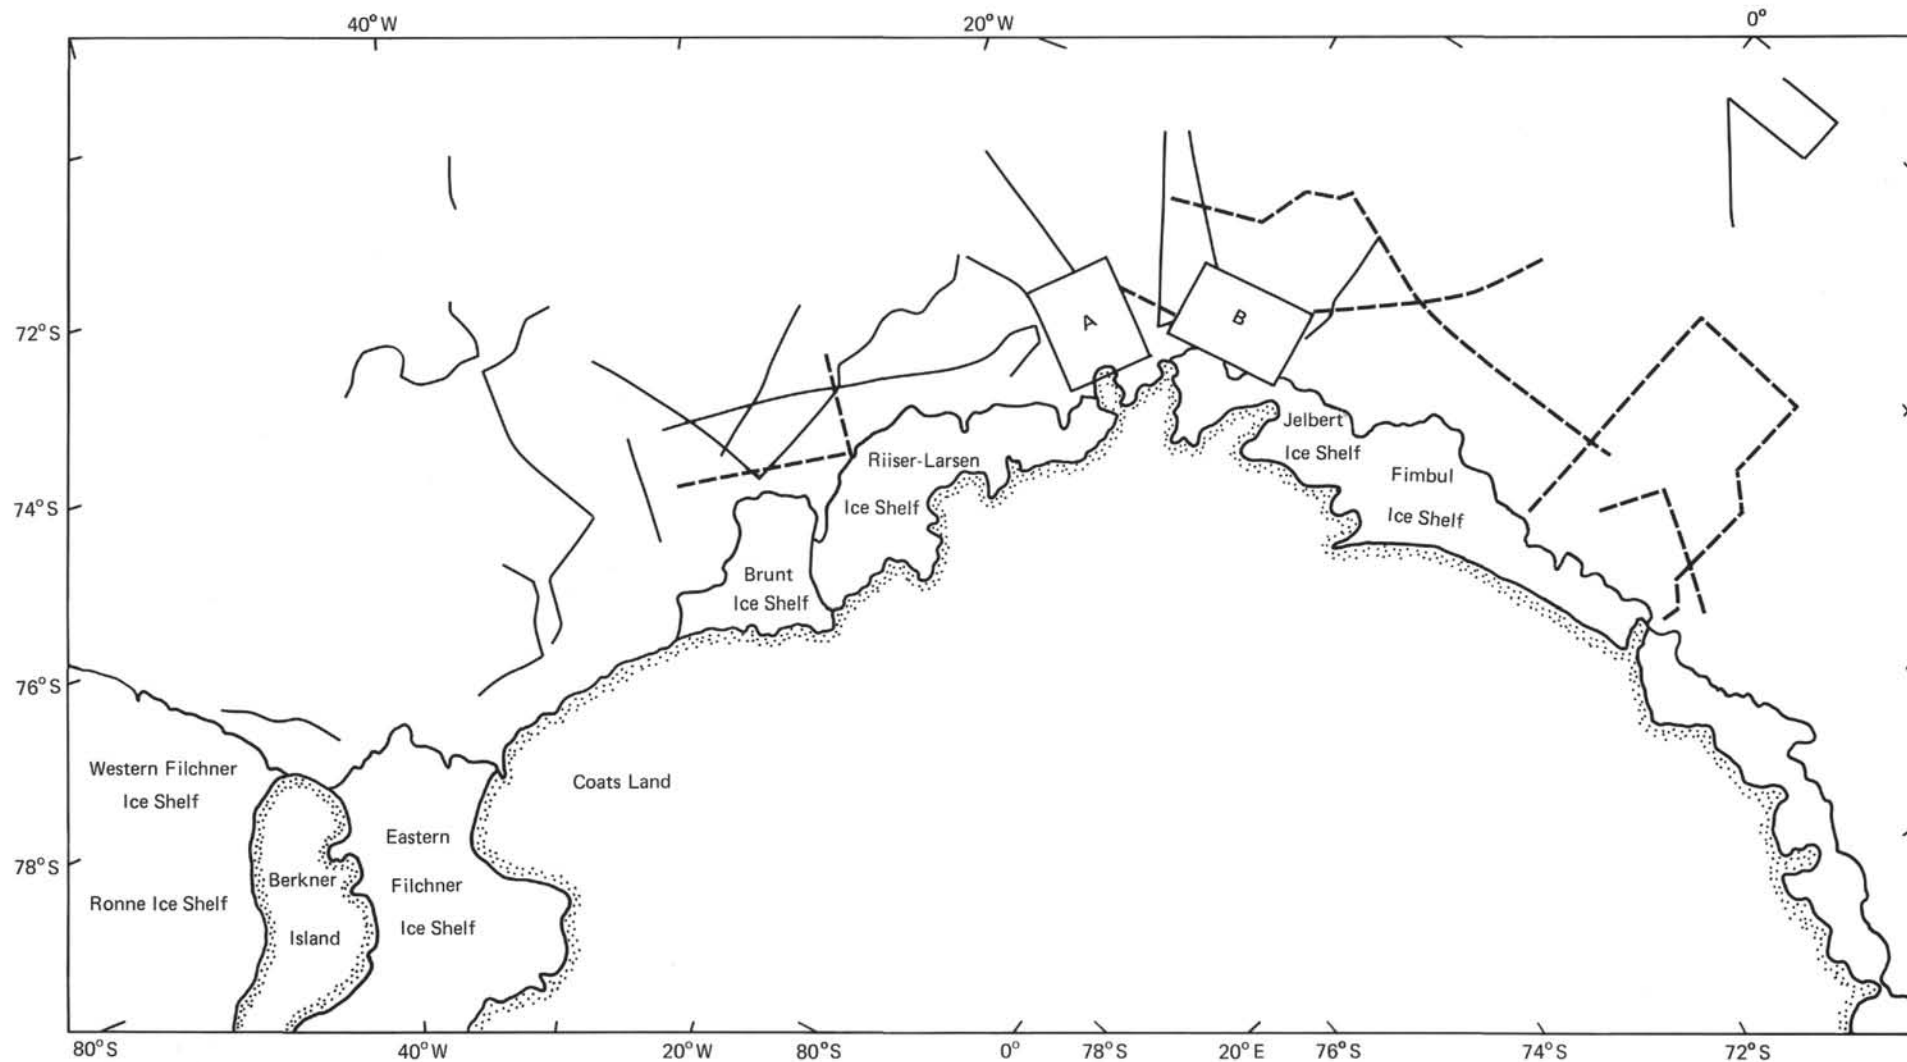 40°W
20°W
0°
72°S
74°S
76°S
78°S
A
B
Jelbert
Ice Shelf
Fimbul
Ice Shelf
Riiser-Larsen
Ice Shelf
Brunt
Ice Shelf
Coats Land
Western Filchner
Ice Shelf
Ronne Ice Shelf
Berkner
Island
Eastern
Filchner
Ice Shelf
80°S
40°W
20°W
80°S
0°
78°S
20°E
76°S
74°S
72°S